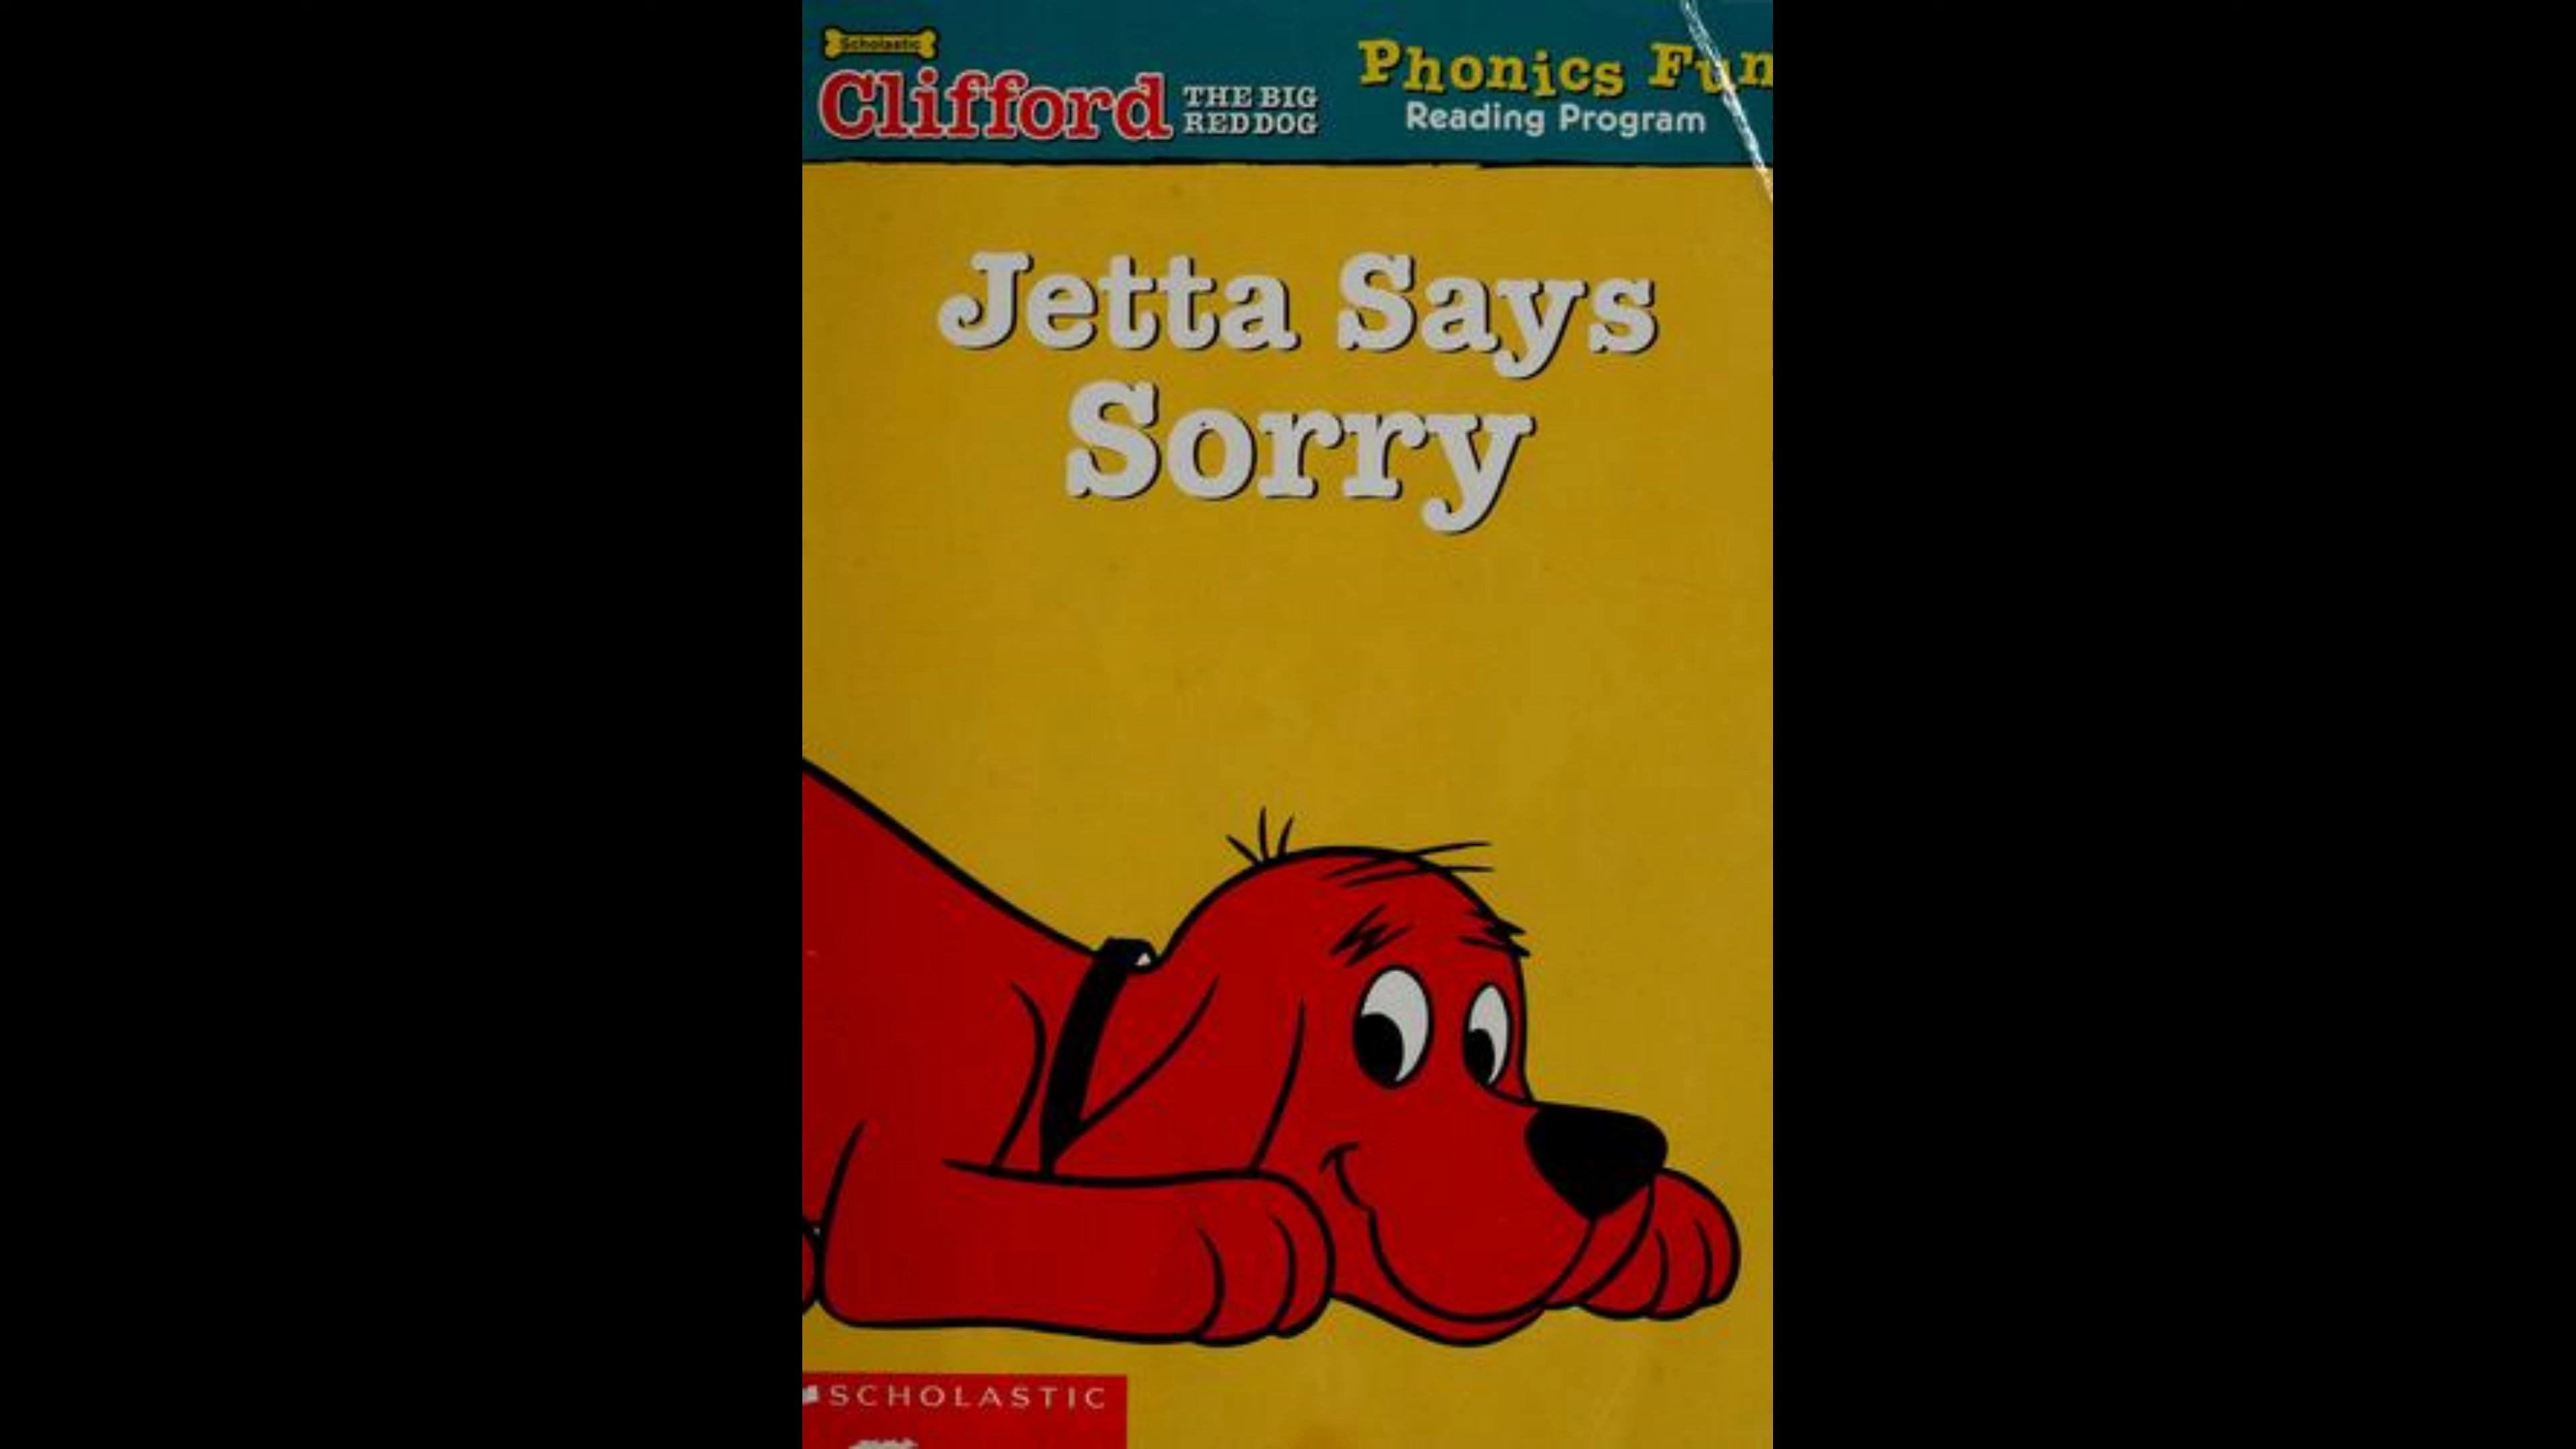 Scholastic
Clifford THE BIG
RED DOG
Phonics Fun
Reading Program
Jetta Says
Sorry
SCHOLASTIC